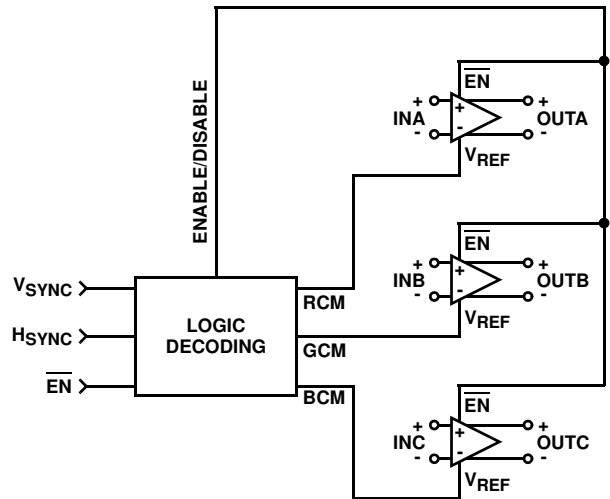 ENABLE/DISABLE
EN
+
+
+
INA
OUTA
-
-
-
VREF
EN
+
+
+
INB
OUTB
-
-
-
VREF
VSYNC
HSYNC
EN
LOGIC
DECODING
RCM
GCM
BCM
EN
+
+
+
INC
OUTC
-
-
-
VREF